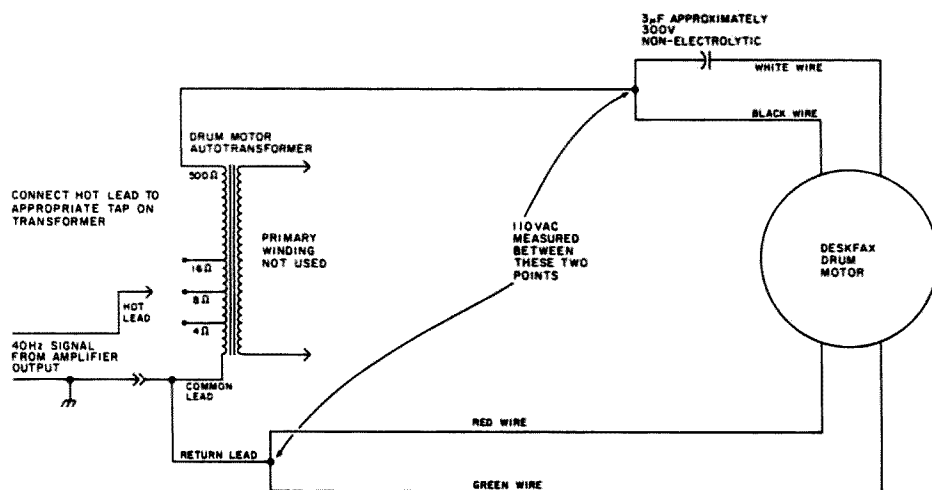 3µF APPROXIMATELY
300V
NON-ELECTROLYTIC
WHITE WIRE
BLACK WIRE
DRUM MOTOR
AUTOTRANSFORMER
500Ω
CONNECT HOT LEAD TO
APPROPRIATE TAP ON
TRANSFORMER
PRIMARY
WINDING
NOT USED
110VAC
MEASURED
BETWEEN
THESE TWO
POINTS
DESKFAX
DRUM
MOTOR
16Ω
8Ω
HOT
LEAD
4Ω
40Hz SIGNAL
FROM AMPLIFIER
OUTPUT
COMMON
LEAD
RED WIRE
RETURN LEAD
GREEN WIRE